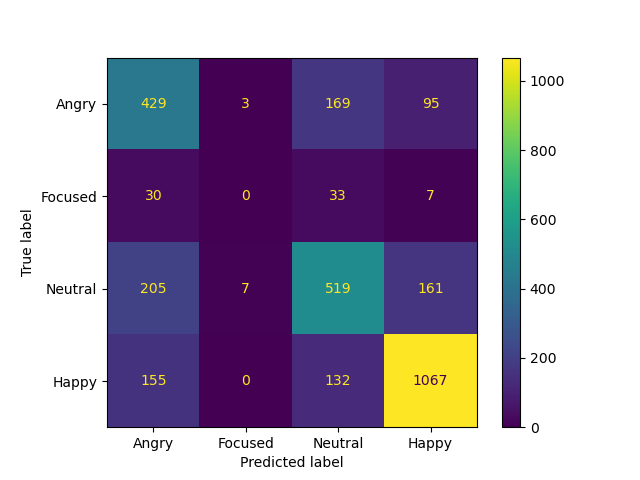 Angry 429 3 169 95
Focused 30 0 33 7
Neutral 205 7 519 161
Happy 155 0 132 1067
Angry Focused Neutral Happy
Predicted label
True label
1000
800
600
400
200
0